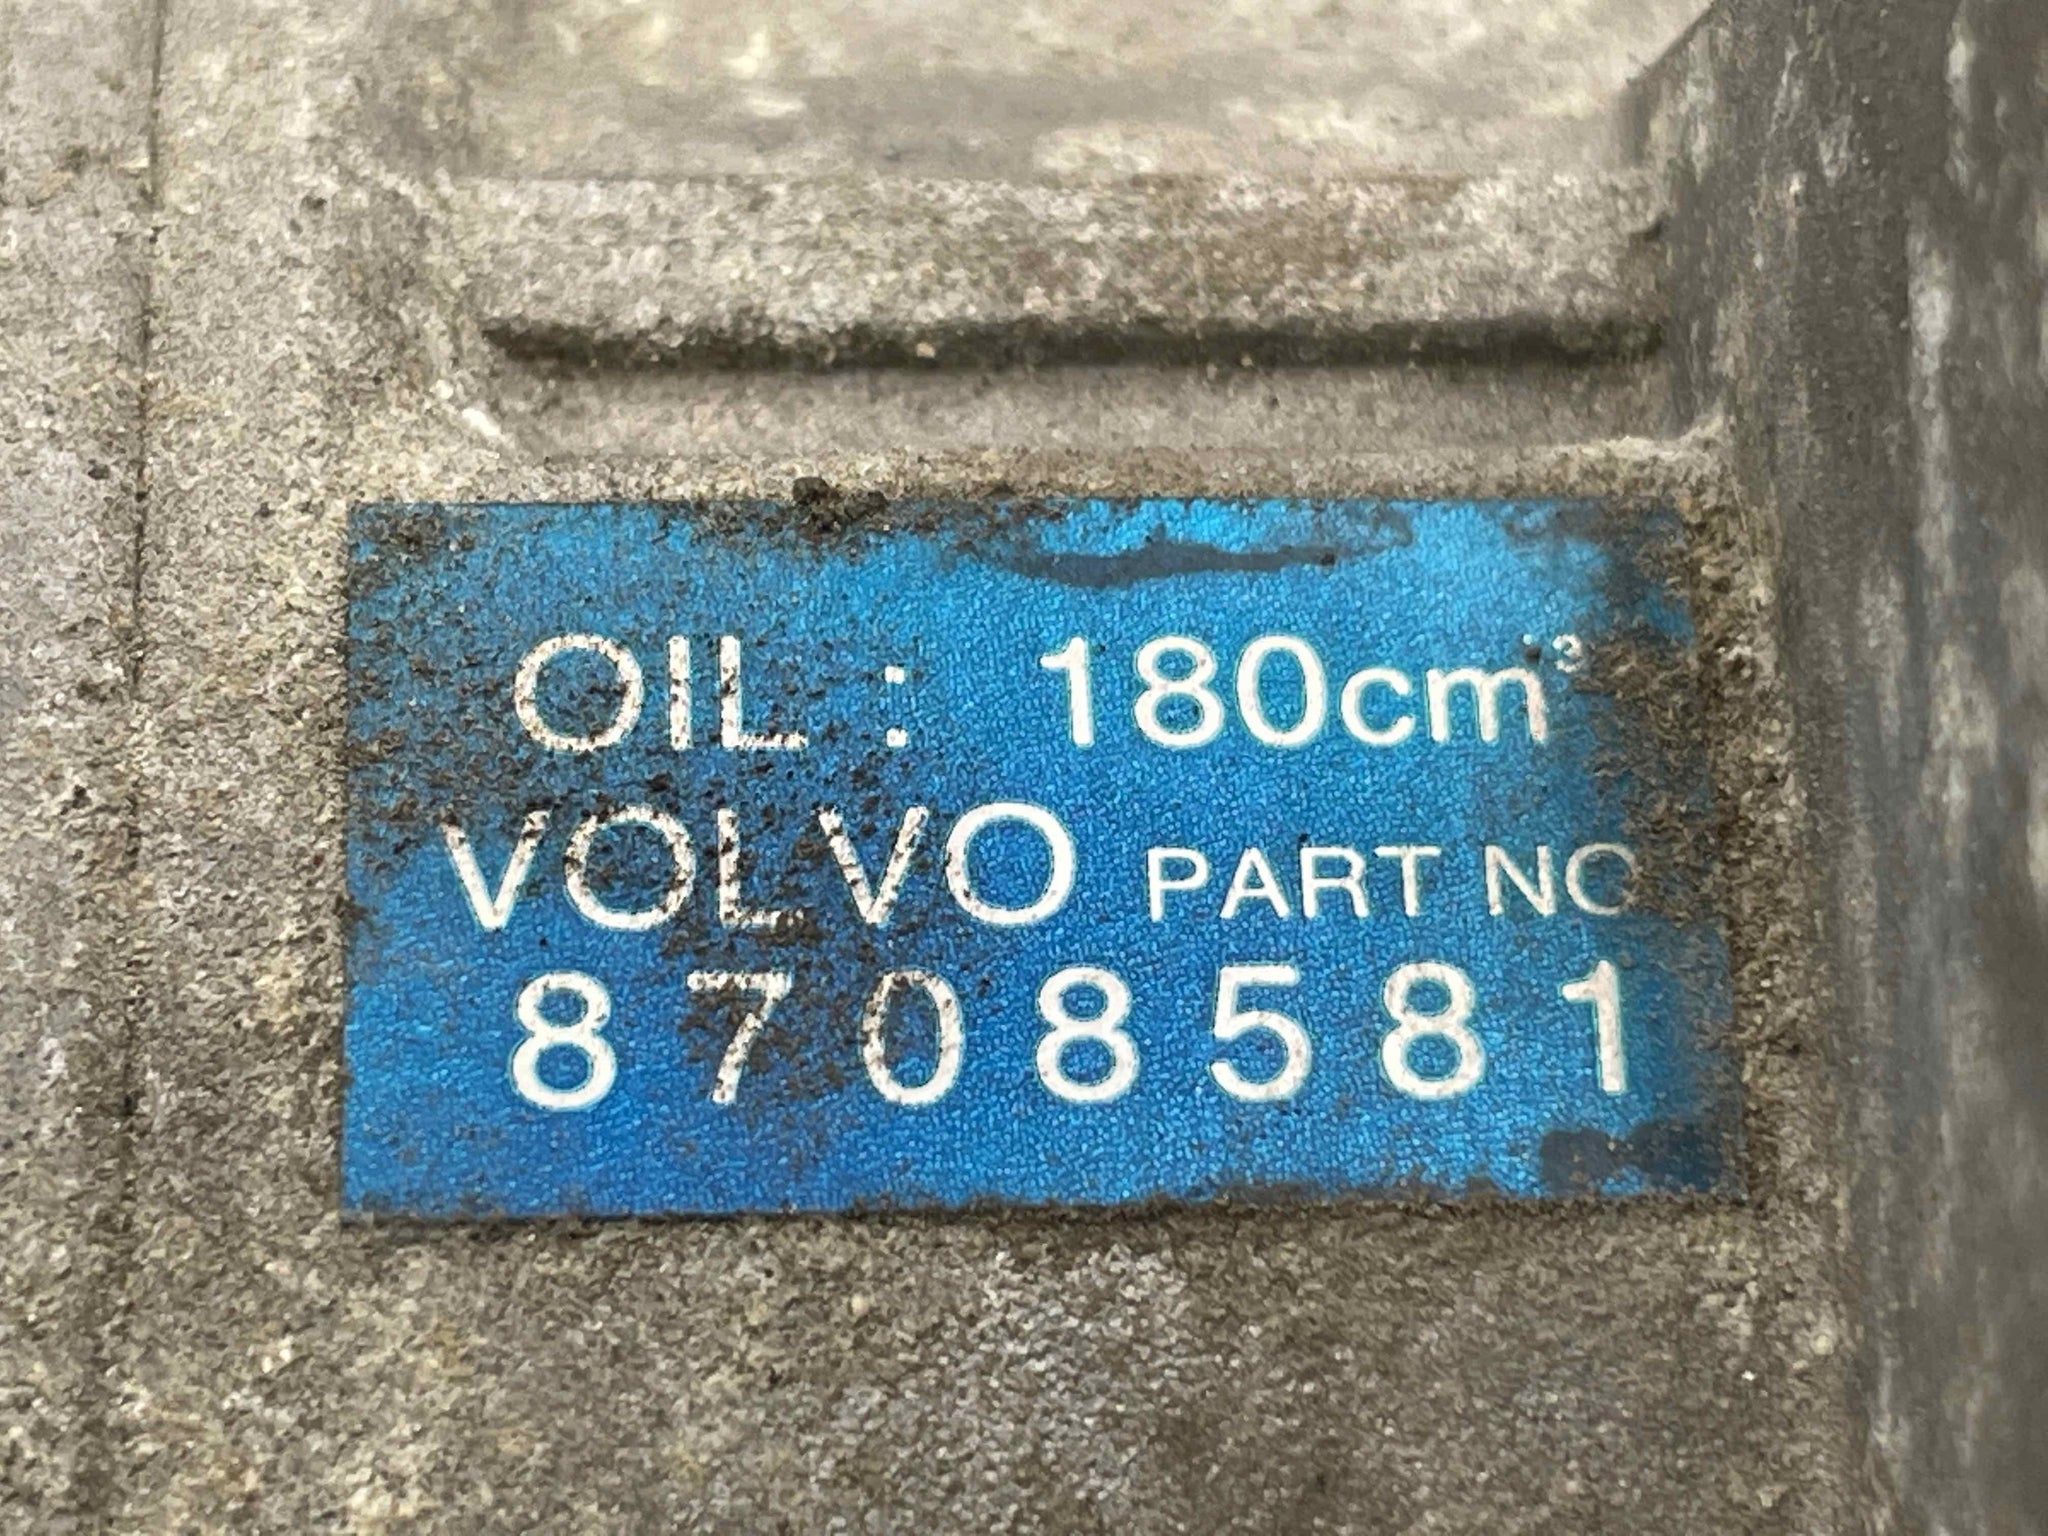 OIL : 180cm³
VOLVO PART NO
8708581